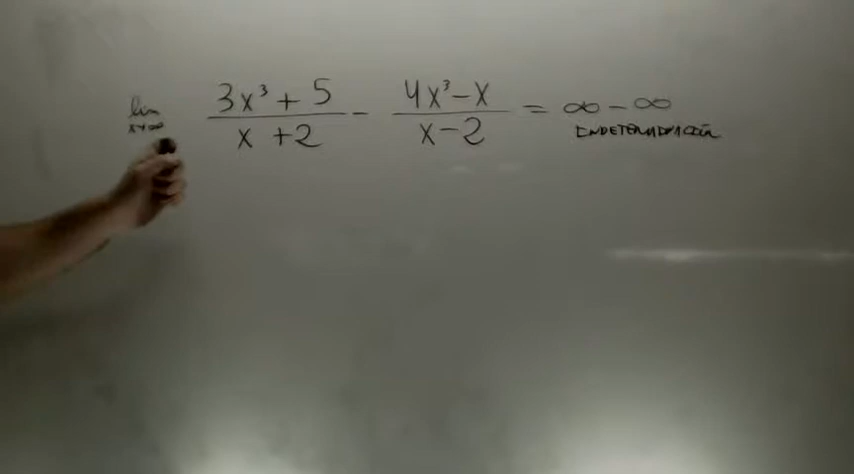 lim x→∞ (3x³ + 5)/(x + 2) - (4x³ - x)/(x - 2) = ∞ - ∞
INDETERMINACIÓN